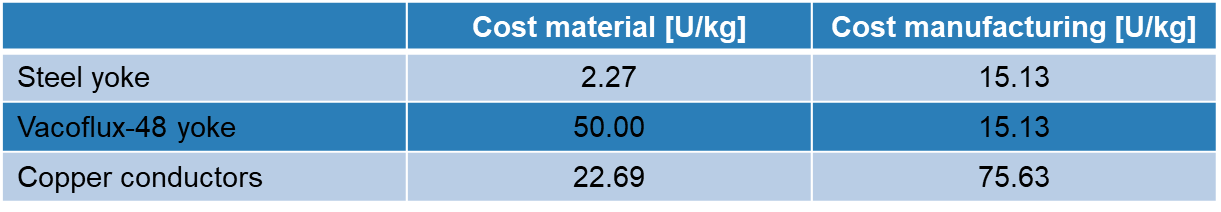 Cost material [U/kg] Cost manufacturing [U/kg]
Steel yoke 2.27 15.13
Vacoflux-48 yoke 50.00 15.13
Copper conductors 22.69 75.63